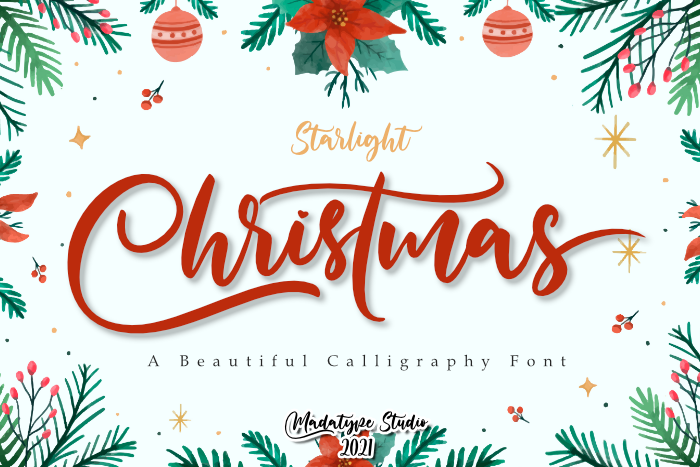 Starlight
Christmas
A Beautiful Calligraphy Font
Madatype Studio
2021